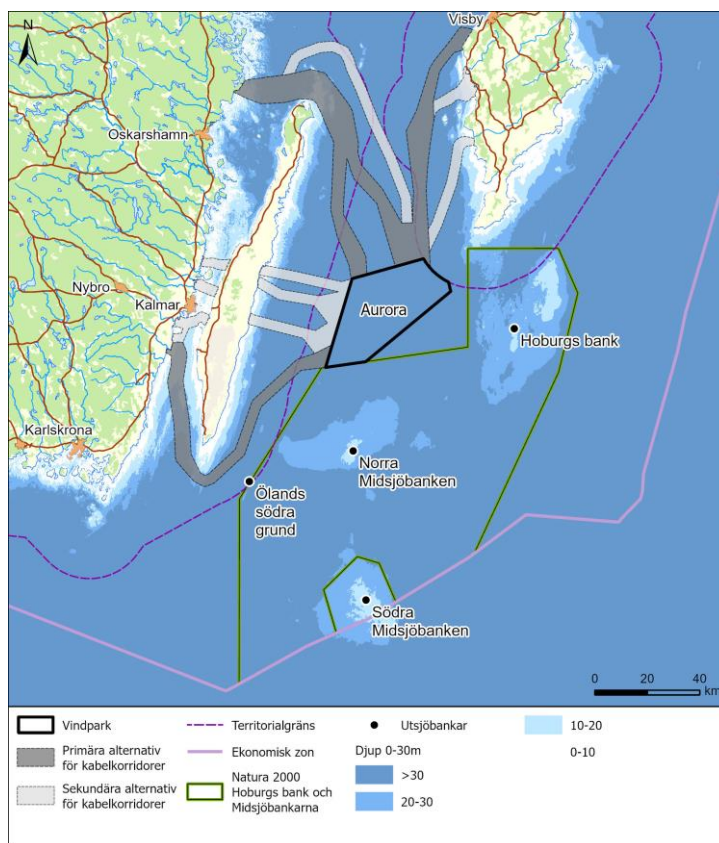 N
Visby
Oskarshamn
Nybro
Kalmar
Aurora
Hoburgs bank
Karlskrona
Norra
Midsjöbanken
Ölands
södra
grund
Södra
Midsjöbanken
0 20 40
km
Vindpark
Primära alternativ
för kabelkorridorer
Sekundära alternativ
för kabelkorridorer
Territorialgräns
Ekonomisk zon
Natura 2000
Hoburgs bank och
Midsjöbankarna
Utsjöbankar
Djup 0-30m
>30
20-30
10-20
0-10